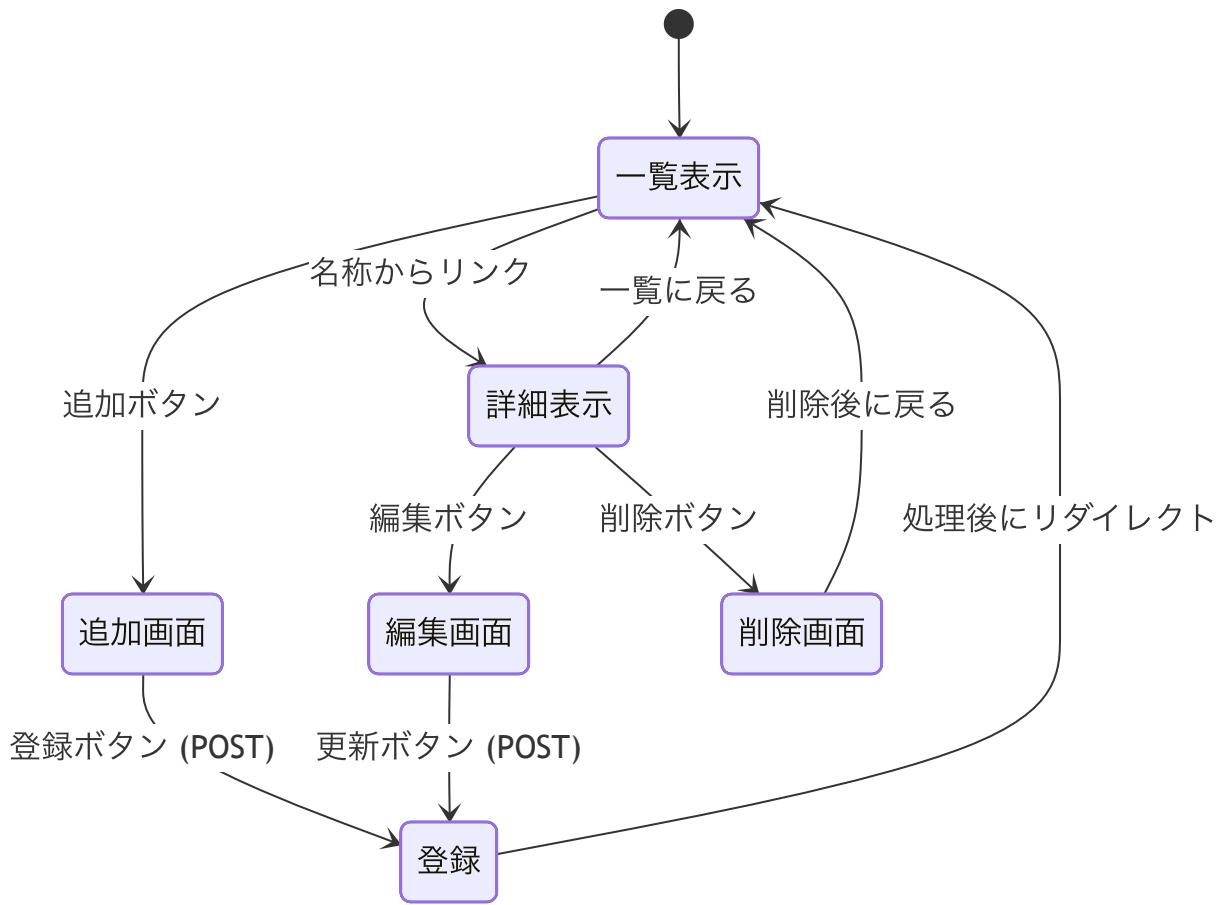 一覧表示
名称からリンク
一覧に戻る
詳細表示
追加ボタン
削除後に戻る
編集ボタン
削除ボタン
処理後にリダイレクト
追加画面
編集画面
削除画面
登録ボタン (POST)
更新ボタン (POST)
登録